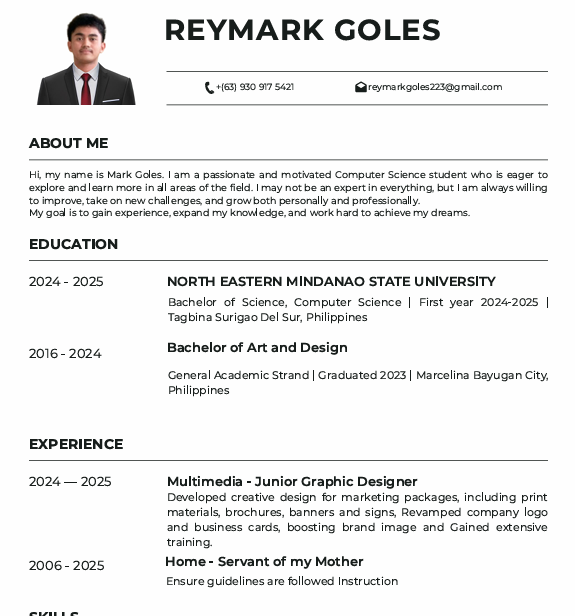 REYMARK GOLES
+(63) 930 917 5421
reymarkgoles223@gmail.com
ABOUT ME
Hi, my name is Mark Goles. I am a passionate and motivated Computer Science student who is eager to
explore and learn more in all areas of the field. I may not be an expert in everything, but I am always willing
to improve, take on new challenges, and grow both personally and professionally.
My goal is to gain experience, expand my knowledge, and work hard to achieve my dreams.
EDUCATION
2024 - 2025
NORTH EASTERN MINDANAO STATE UNIVERSITY
Bachelor of Science, Computer Science | First year 2024-2025 |
Tagbina Surigao Del Sur, Philippines
2016 - 2024
Bachelor of Art and Design
General Academic Strand | Graduated 2023 | Marcelina Bayugan City,
Philippines
EXPERIENCE
2024 — 2025
Multimedia - Junior Graphic Designer
Developed creative design for marketing packages, including print
materials, brochures, banners and signs, Revamped company logo
and business cards, boosting brand image and Gained extensive
training.
2006 - 2025
Home - Servant of my Mother
Ensure guidelines are followed Instruction
SKILLS